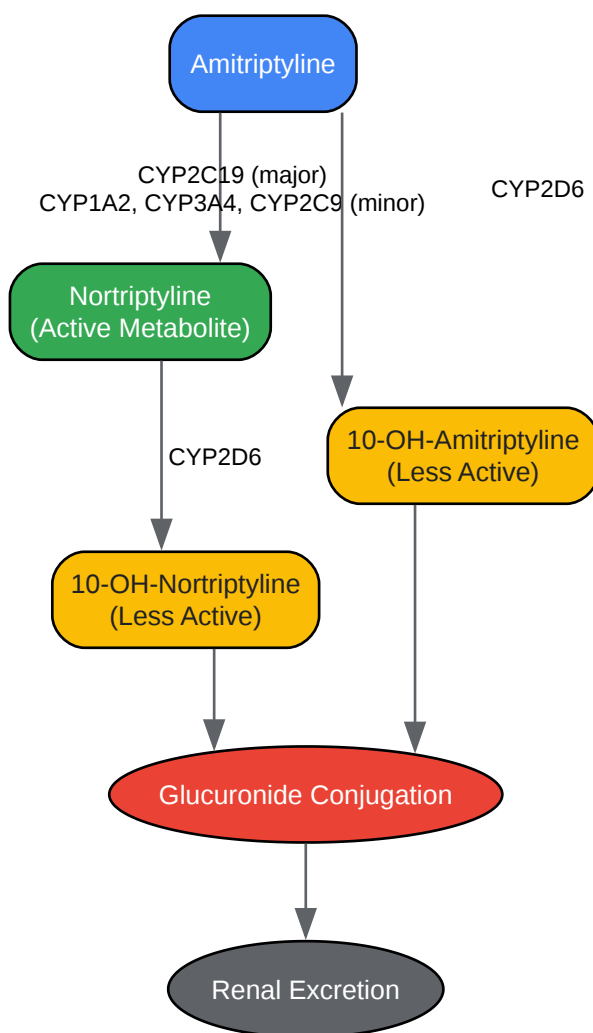 Amitriptyline
CYP2C19 (major)
CYP1A2, CYP3A4, CYP2C9 (minor)
CYP2D6
Nortriptyline
(Active Metabolite)
CYP2D6
10-OH-Amitriptyline
(Less Active)
10-OH-Nortriptyline
(Less Active)
Glucuronide Conjugation
Renal Excretion